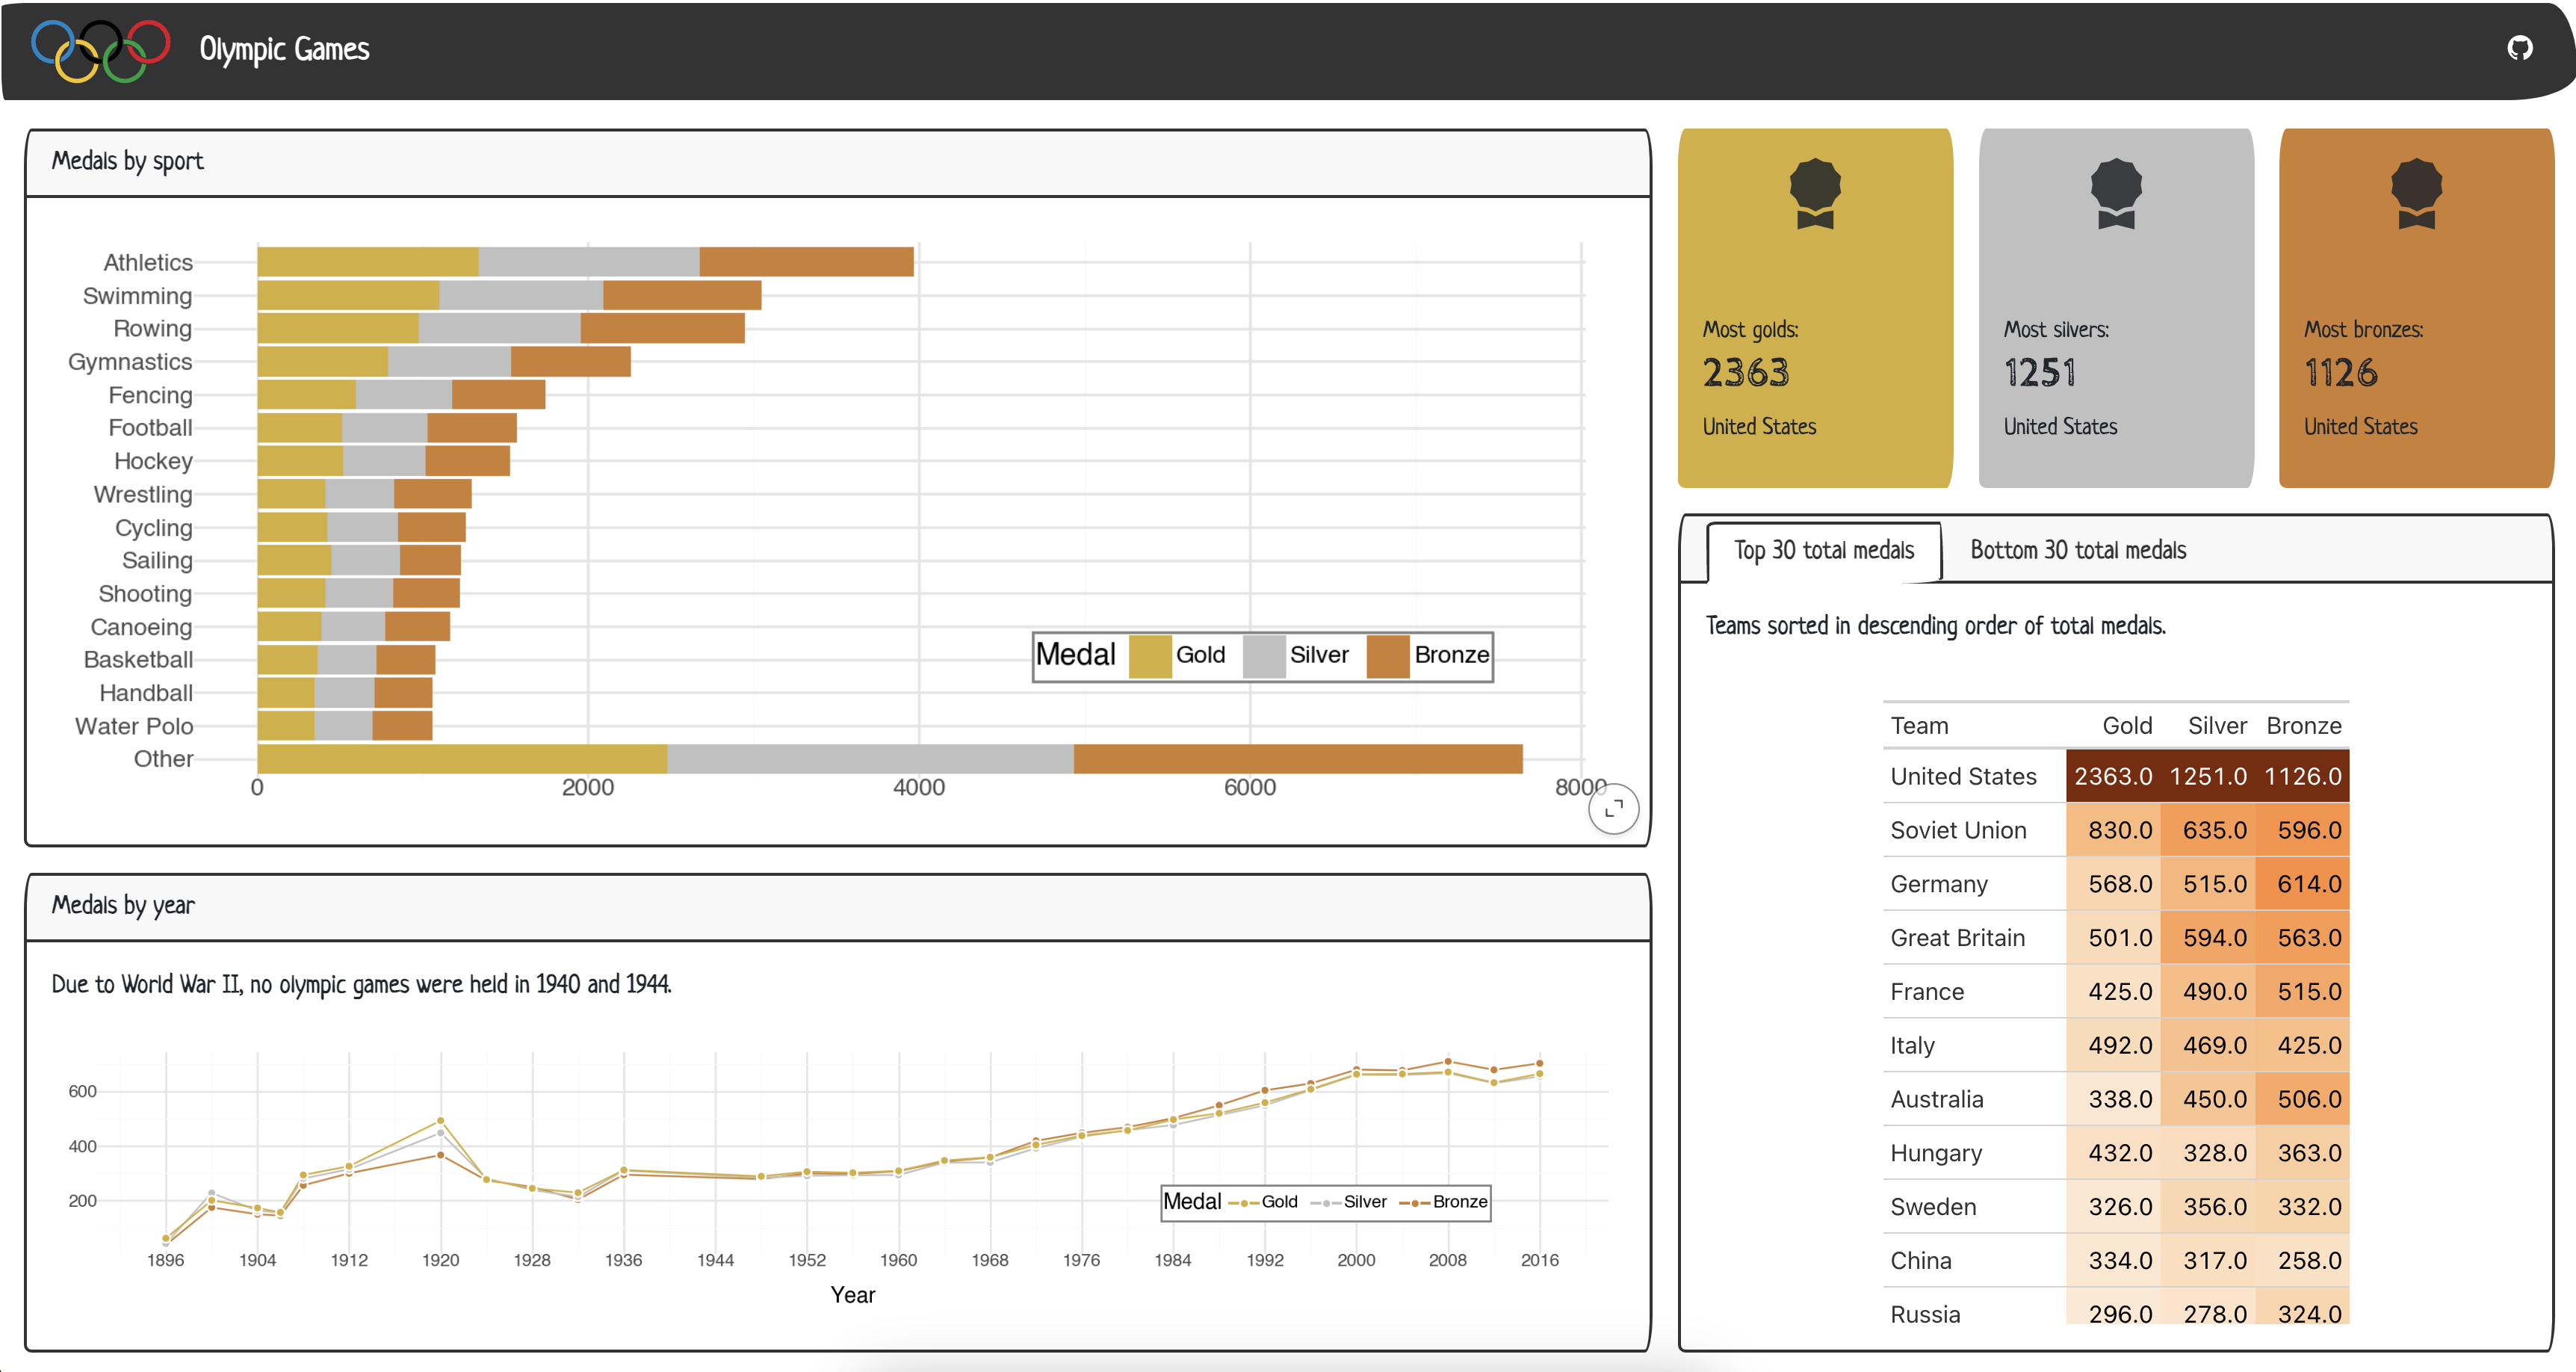 Olympic Games
Medals by sport
Athletics
Swimming
Rowing
Gymnastics
Fencing
Football
Hockey
Wrestling
Cycling
Sailing
Shooting
Canoeing
Basketball
Handball
Water Polo
Other
0 2000 4000 6000 8000
Medal Gold Silver Bronze
Medals by year
Due to World War II, no olympic games were held in 1940 and 1944.
600
400
200
1896 1904 1912 1920 1928 1936 1944 1952 1960 1968 1976 1984 1992 2000 2008 2016
Year
Medal Gold Silver Bronze
Most golds:
2363
United States
Most silvers:
1251
United States
Most bronzes:
1126
United States
Top 30 total medals Bottom 30 total medals
Teams sorted in descending order of total medals.
Team Gold Silver Bronze
United States 2363.0 1251.0 1126.0
Soviet Union 830.0 635.0 596.0
Germany 568.0 515.0 614.0
Great Britain 501.0 594.0 563.0
France 425.0 490.0 515.0
Italy 492.0 469.0 425.0
Australia 338.0 450.0 506.0
Hungary 432.0 328.0 363.0
Sweden 326.0 356.0 332.0
China 334.0 317.0 258.0
Russia 296.0 278.0 324.0